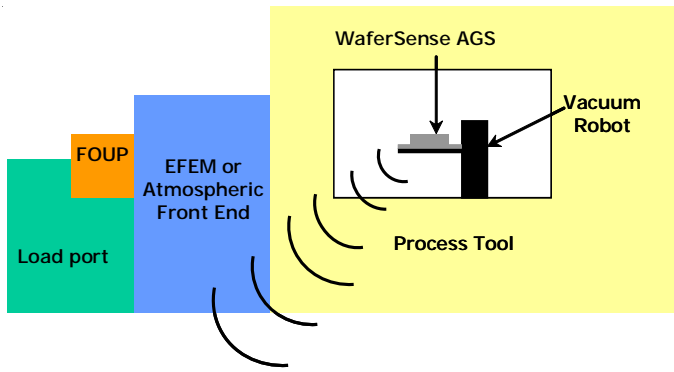 WaferSense AGS
Vacuum
Robot
FOUP
EFEM or
Atmospheric
Front End
Load port
Process Tool